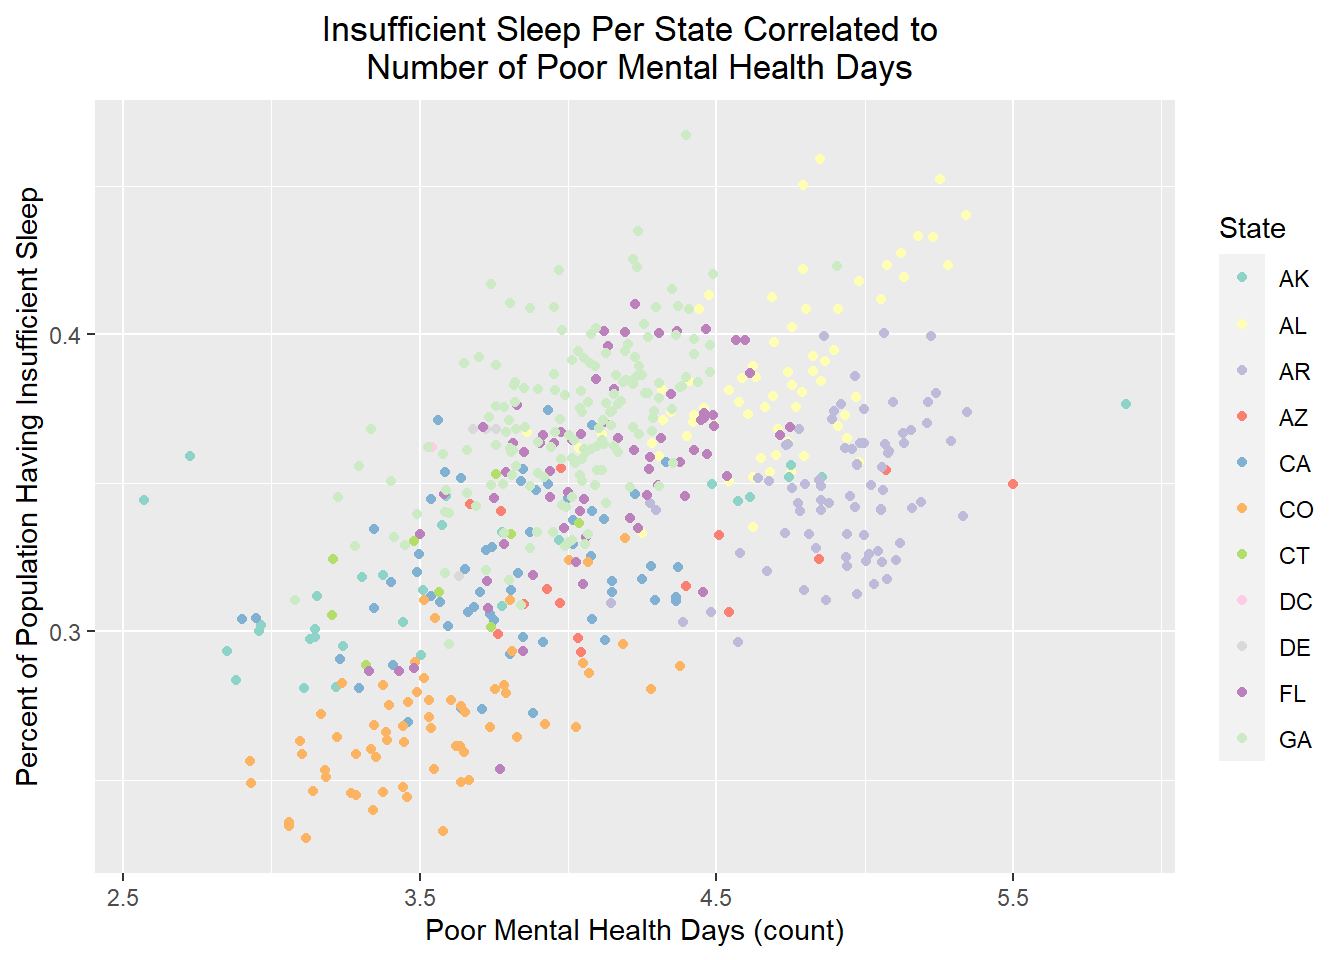 Insufficient Sleep Per State Correlated to
Number of Poor Mental Health Days
Percent of Population Having Insufficient Sleep
0.4
0.3
2.5
3.5
4.5
5.5
Poor Mental Health Days (count)
State
AK
AL
AR
AZ
CA
CO
CT
DC
DE
FL
GA